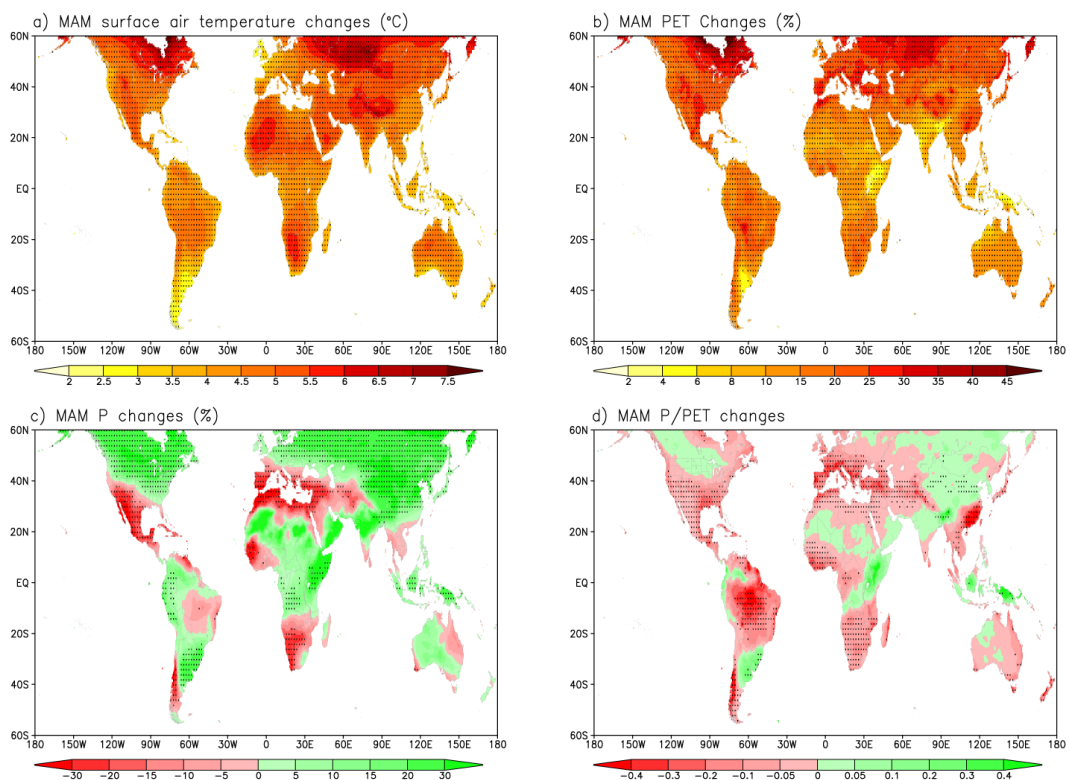 a) MAM surface air temperature changes (°C)
60N
40N
20N
EQ
20S
40S
60S
180 150W 120W 90W 60W 30W 0 30E 60E 90E 120E 150E 180
2 2.5 3 3.5 4 4.5 5 5.5 6 6.5 7 7.5
b) MAM PET Changes (%)
60N
40N
20N
EQ
20S
40S
60S
180 150W 120W 90W 60W 30W 0 30E 60E 90E 120E 150E 180
2 4 6 8 10 15 20 25 30 35 40 45
c) MAM P changes (%)
60N
40N
20N
EQ
20S
40S
60S
180 150W 120W 90W 60W 30W 0 30E 60E 90E 120E 150E 180
−30 −20 −15 −10 −5 0 5 10 15 20 30
d) MAM P/PET changes
60N
40N
20N
EQ
20S
40S
60S
180 150W 120W 90W 60W 30W 0 30E 60E 90E 120E 150E 180
−0.4 −0.3 −0.2 −0.1 −0.05 0 0.05 0.1 0.2 0.3 0.4